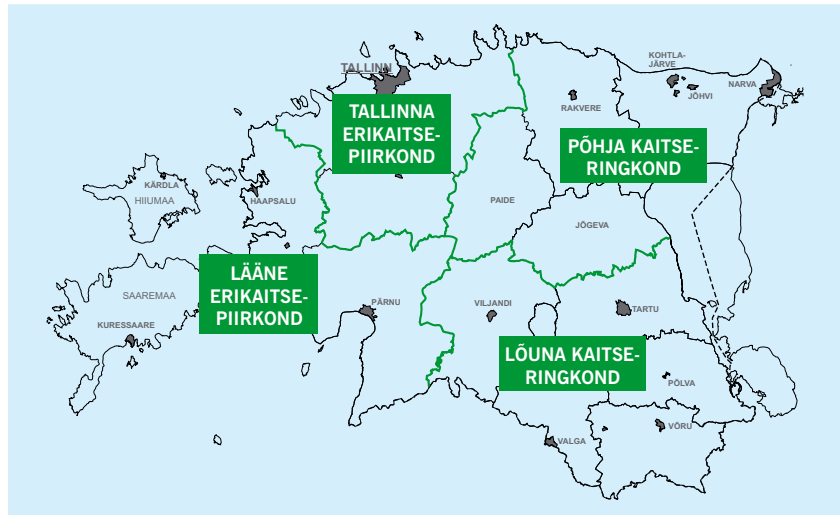 TALLINN
KOHTLA-
JÄRVE
JÕHVI
NARVA
RAKVERE
TALLINNA
ERIKAITSE-
PIIRKOND
PÕHJA KAITSE-
RINGKOND
KÄRDLA
HIIUMAA
HAAPSALU
PAIDE
JÕGEVA
LÄÄNE
ERIKAITSE-
PIIRKOND
SAAREMAA
KURESSAARE
PÄRNU
VILJANDI
TARTU
LÕUNA KAITSE-
RINGKOND
PÕLVA
VÕRU
VALGA